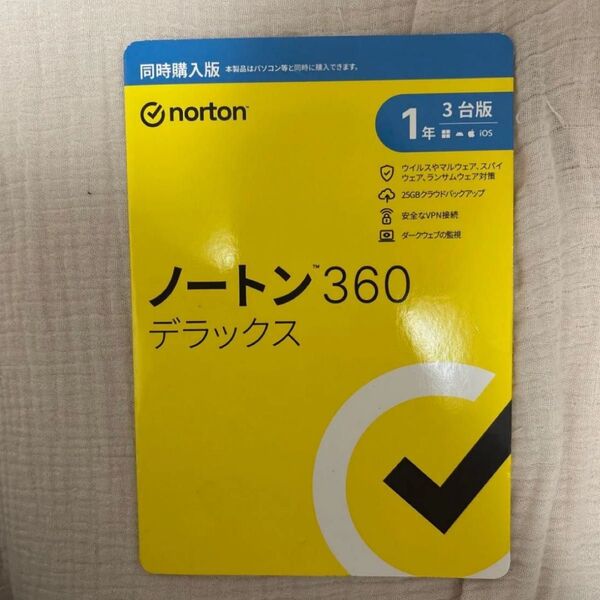 同時購入版 本製品はパソコン等と同時に購入できます。
norton™
3台版
1年 iOS
ウイルスやマルウェア、スパイ
ウェア、ランサムウェア対策
25GBクラウドバックアップ
安全なVPN接続
ダークウェブの監視
ノートン™ 360
デラックス